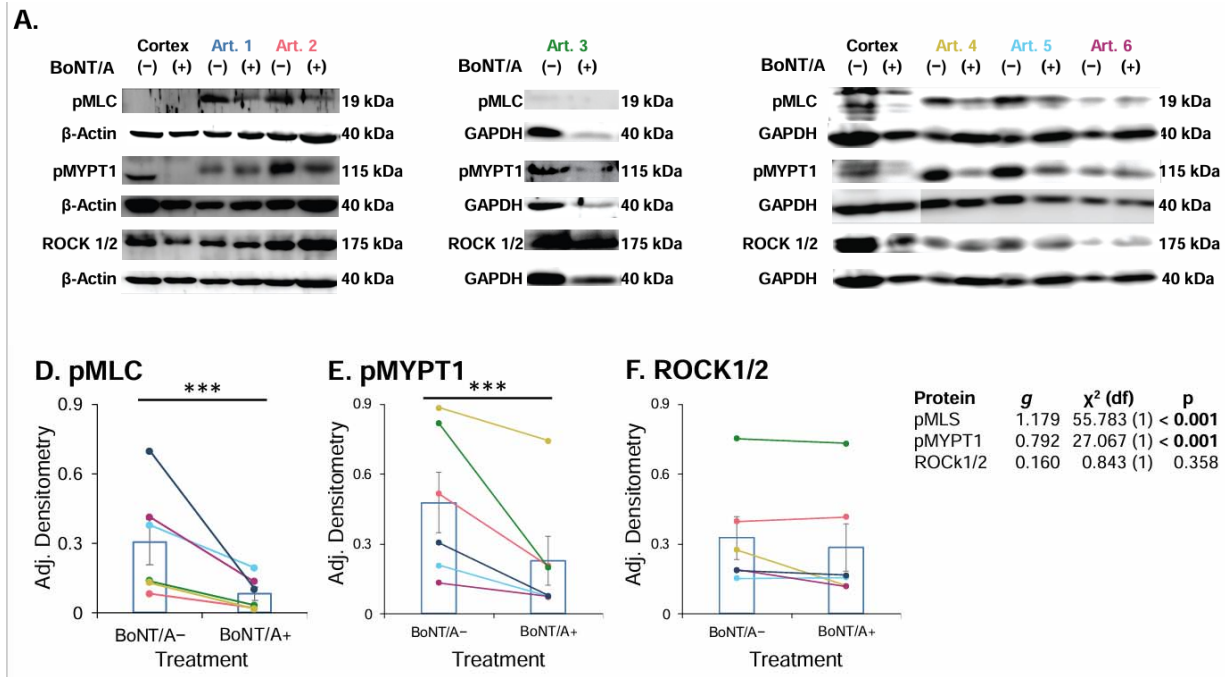 A.
Cortex Art. 1 Art. 2
BoNT/A (−) (+) (−) (+) (−) (+)
pMLC 19 kDa
β-Actin 40 kDa
pMYPT1 115 kDa
β-Actin 40 kDa
ROCK 1/2 175 kDa
β-Actin 40 kDa
Art. 3
BoNT/A (−) (+)
pMLC 19 kDa
GAPDH 40 kDa
pMYPT1 115 kDa
GAPDH 40 kDa
ROCK 1/2 175 kDa
GAPDH 40 kDa
Cortex Art. 4 Art. 5 Art. 6
BoNT/A (−) (+) (−) (+) (−) (+) (−) (+)
pMLC 19 kDa
GAPDH 40 kDa
pMYPT1 115 kDa
GAPDH 40 kDa
ROCK 1/2 175 kDa
GAPDH 40 kDa
D. pMLC
***
Adj. Densitometry
0.9
0.6
0.3
0
BoNT/A− BoNT/A+
Treatment
E. pMYPT1
***
Adj. Densitometry
0.9
0.6
0.3
0
BoNT/A− BoNT/A+
Treatment
F. ROCK1/2
Adj. Densitometry
0.9
0.6
0.3
0
BoNT/A− BoNT/A+
Treatment
Protein g χ² (df) p
pMLS 1.179 55.783 (1) < 0.001
pMYPT1 0.792 27.067 (1) < 0.001
ROCk1/2 0.160 0.843 (1) 0.358